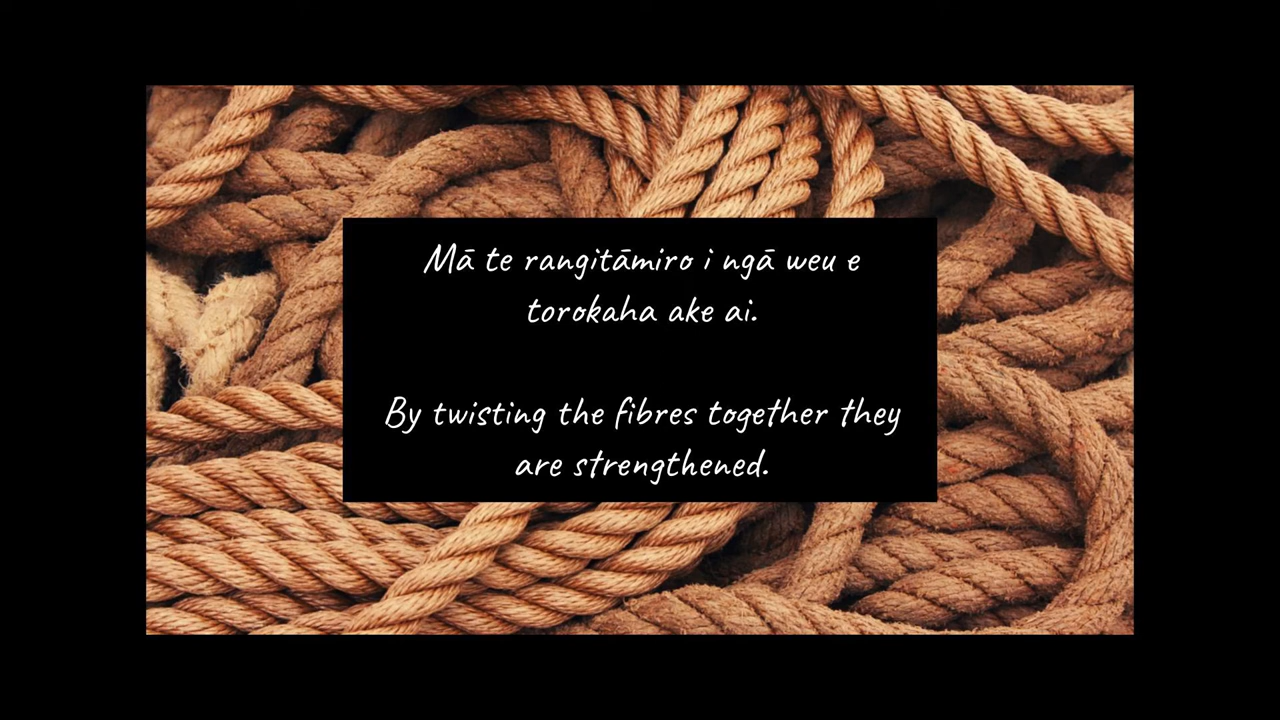 Mā te rangitāmiro i ngā weu e
torokaha ake ai.
By twisting the fibres together they
are strengthened.